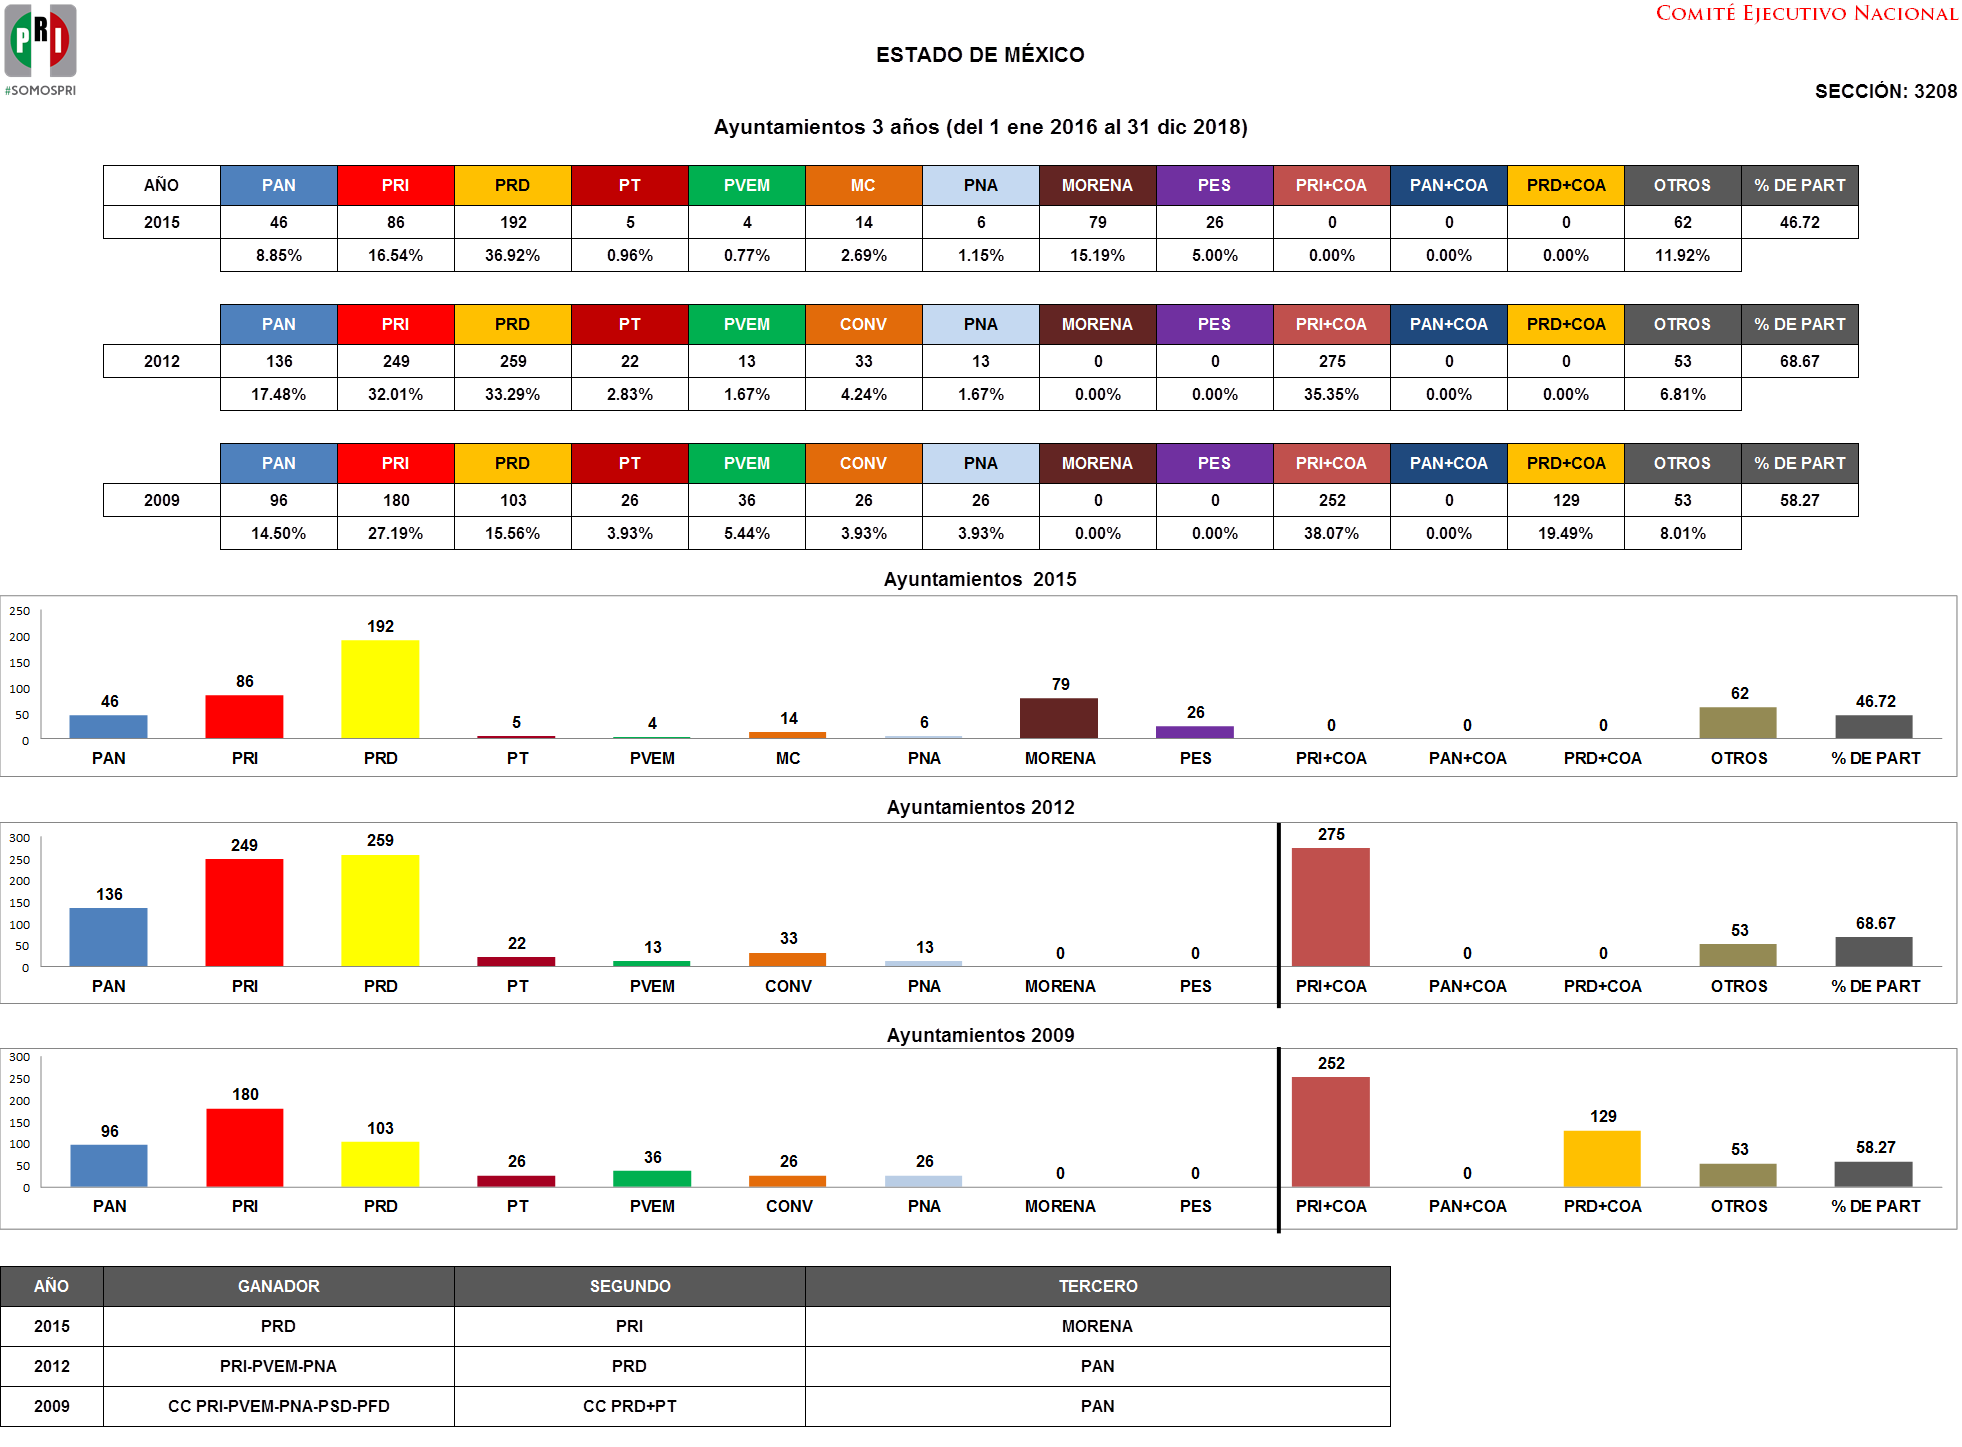 PRI
#SOMOSPRI
COMITÉ EJECUTIVO NACIONAL
ESTADO DE MÉXICO
SECCIÓN: 3208
Ayuntamientos 3 años (del 1 ene 2016 al 31 dic 2018)
AÑO PAN PRI PRD PT PVEM MC PNA MORENA PES PRI+COA PAN+COA PRD+COA OTROS % DE PART
2015 46 86 192 5 4 14 6 79 26 0 0 0 62 46.72
8.85% 16.54% 36.92% 0.96% 0.77% 2.69% 1.15% 15.19% 5.00% 0.00% 0.00% 0.00% 11.92%
PAN PRI PRD PT PVEM CONV PNA MORENA PES PRI+COA PAN+COA PRD+COA OTROS % DE PART
2012 136 249 259 22 13 33 13 0 0 275 0 0 53 68.67
17.48% 32.01% 33.29% 2.83% 1.67% 4.24% 1.67% 0.00% 0.00% 35.35% 0.00% 0.00% 6.81%
PAN PRI PRD PT PVEM CONV PNA MORENA PES PRI+COA PAN+COA PRD+COA OTROS % DE PART
2009 96 180 103 26 36 26 26 0 0 252 0 129 53 58.27
14.50% 27.19% 15.56% 3.93% 5.44% 3.93% 3.93% 0.00% 0.00% 38.07% 0.00% 19.49% 8.01%
Ayuntamientos 2015
250
200
150
100
50
0
46 86 192 5 4 14 6 79 26 0 0 0 62 46.72
PAN PRI PRD PT PVEM MC PNA MORENA PES PRI+COA PAN+COA PRD+COA OTROS % DE PART
Ayuntamientos 2012
300
250
200
150
100
50
0
136 249 259 22 13 33 13 0 0 275 0 0 53 68.67
PAN PRI PRD PT PVEM CONV PNA MORENA PES PRI+COA PAN+COA PRD+COA OTROS % DE PART
Ayuntamientos 2009
300
250
200
150
100
50
0
96 180 103 26 36 26 26 0 0 252 0 129 53 58.27
PAN PRI PRD PT PVEM CONV PNA MORENA PES PRI+COA PAN+COA PRD+COA OTROS % DE PART
AÑO GANADOR SEGUNDO TERCERO
2015 PRD PRI MORENA
2012 PRI-PVEM-PNA PRD PAN
2009 CC PRI-PVEM-PNA-PSD-PFD CC PRD+PT PAN